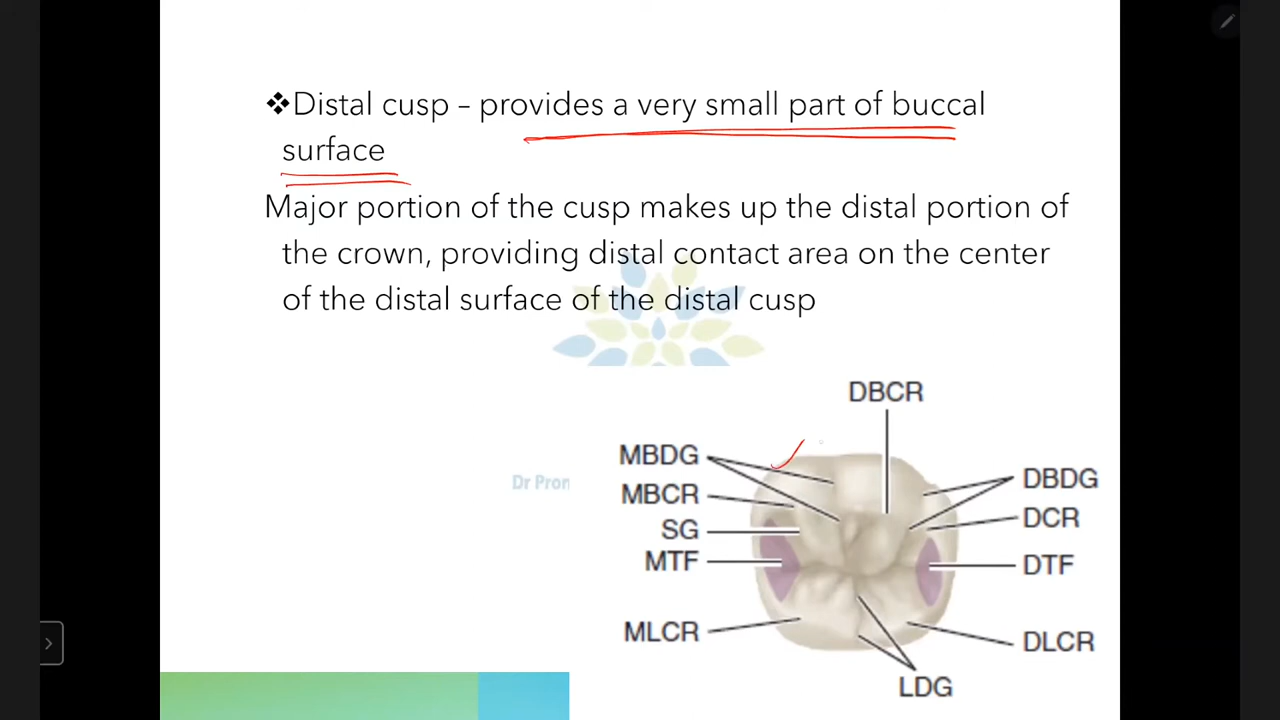 ❖Distal cusp – provides a very small part of buccal
surface
Major portion of the cusp makes up the distal portion of
the crown, providing distal contact area on the center
of the distal surface of the distal cusp
DBCR
MBDG
MBCR
SG
MTF
MLCR
DBDG
DCR
DTF
DLCR
LDG
Dr